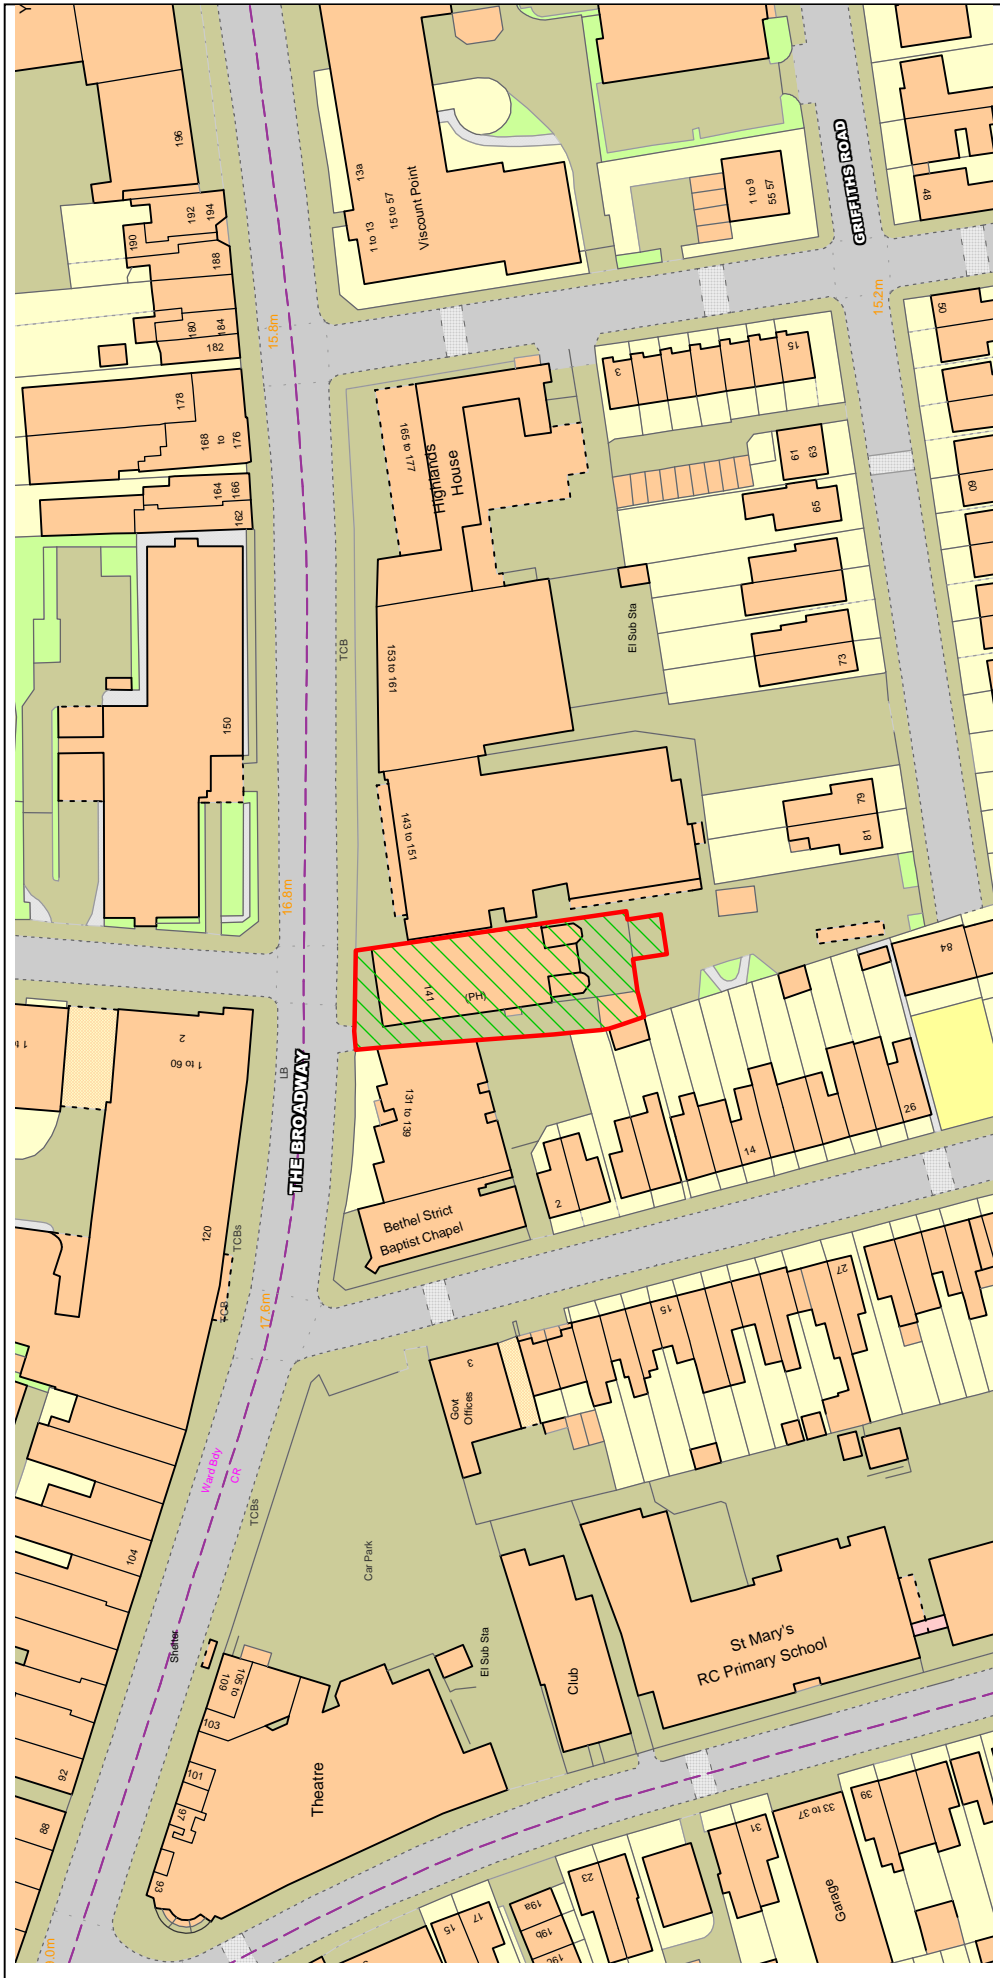 196
192
194
190
188
180
184
182
15.8m
13a
1 to 13
15 to 57
Viscount Point
1 to 9
55 57
GRIFFITHS ROAD
48
15.2m
50
60
178
168
to
176
164
166
162
165 to 177
Highlands
House
3
15
61
63
65
73
El Sub Sta
TCB
153 to 161
150
143 to 151
79
81
16.8m
141
(PH)
84
2
1 to 60
LB
THE BROADWAY
131 to 139
Bethel Strict
Baptist Chapel
2
14
26
120
TCBs
TCB
17.6m
3
Govt
Offices
15
27
Ward Bdy
CR
TCBs
Car Park
104
Shelter
105 to
109
103
101
97
93
92
88
Theatre
El Sub Sta
Club
St Mary's
RC Primary School
15
17
19a
19b
19c
23
31
33 to 37
39
Garage